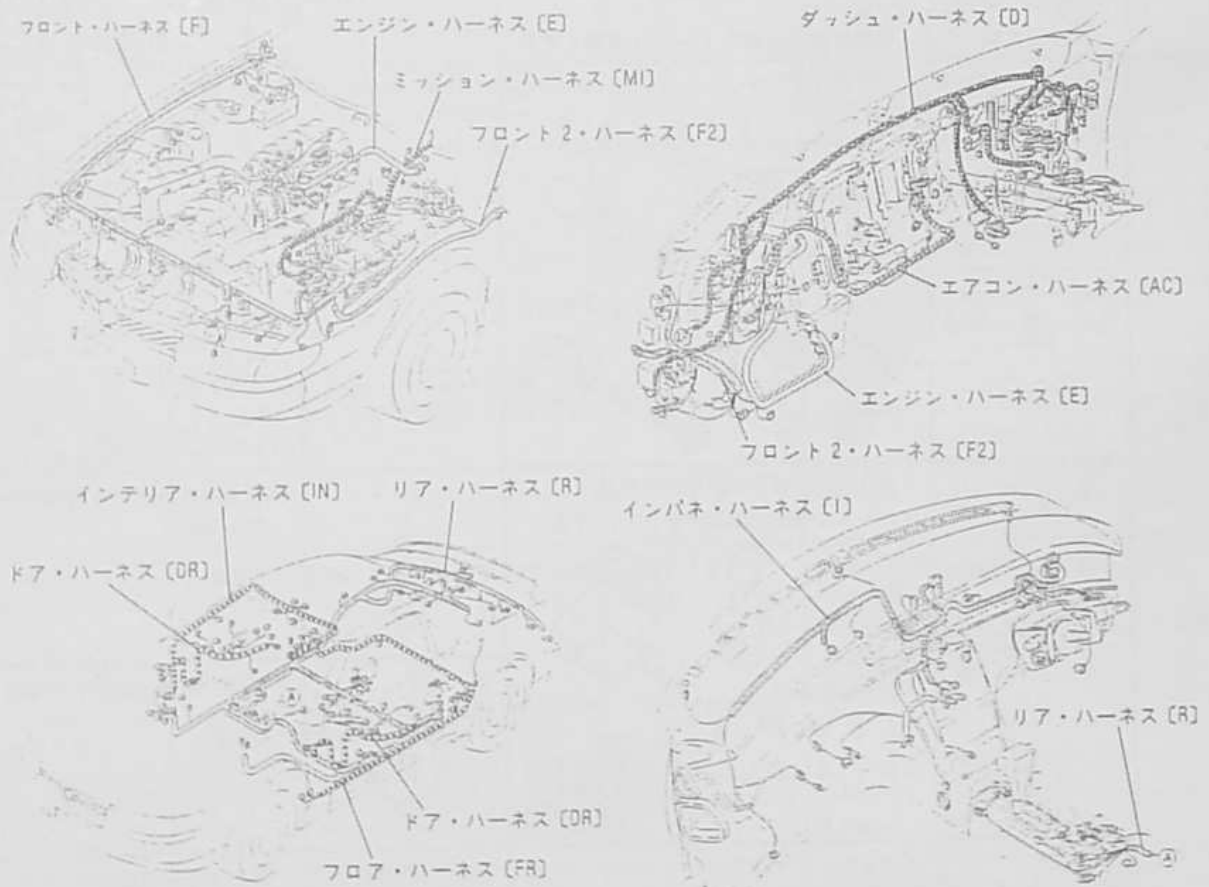 フロント・ハーネス〔F〕
エンジン・ハーネス〔E〕
ミッション・ハーネス〔MI〕
フロント2・ハーネス〔F2〕
ダッシュ・ハーネス〔D〕
エアコン・ハーネス〔AC〕
エンジン・ハーネス〔E〕
フロント2・ハーネス〔F2〕
インテリア・ハーネス〔IN〕
リア・ハーネス〔R〕
ドア・ハーネス〔DR〕
Ⓐ
ドア・ハーネス〔DR〕
フロア・ハーネス〔FR〕
インパネ・ハーネス〔I〕
リア・ハーネス〔R〕
Ⓐ